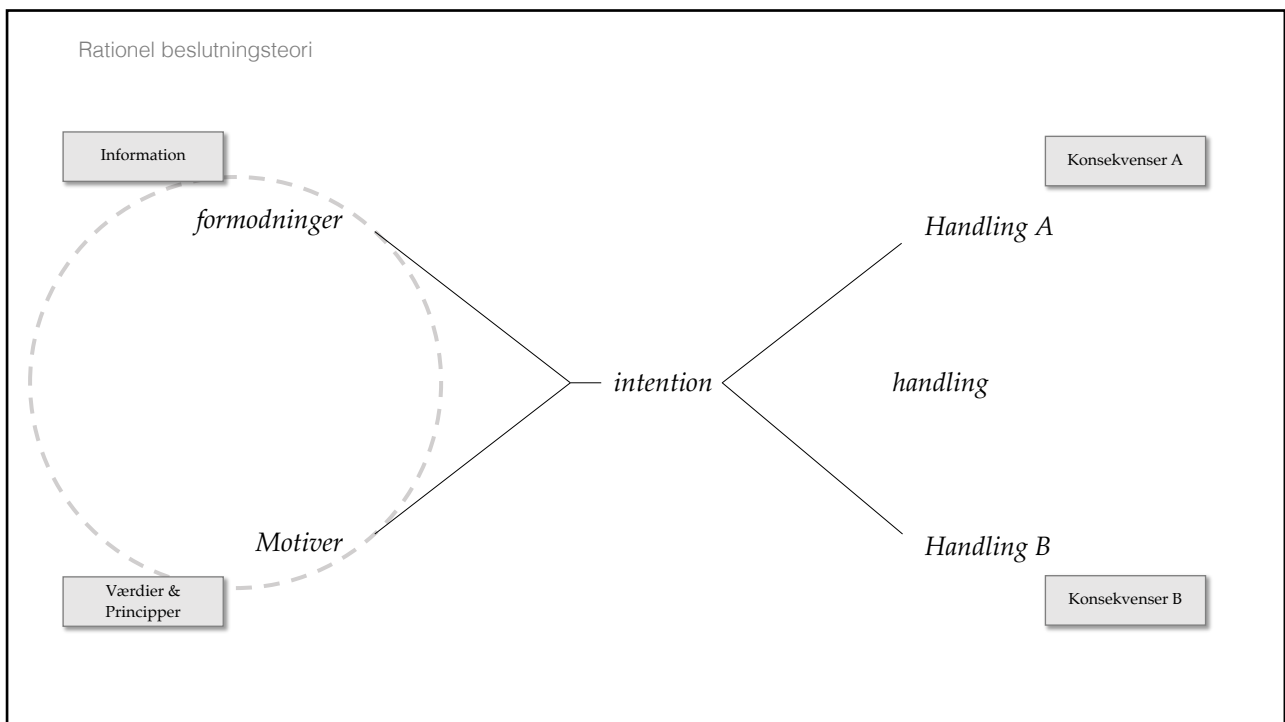 Rationel beslutningsteori
Information
Konsekvenser A
formodninger
Handling A
intention
handling
Motiver
Handling B
Værdier &
Principper
Konsekvenser B